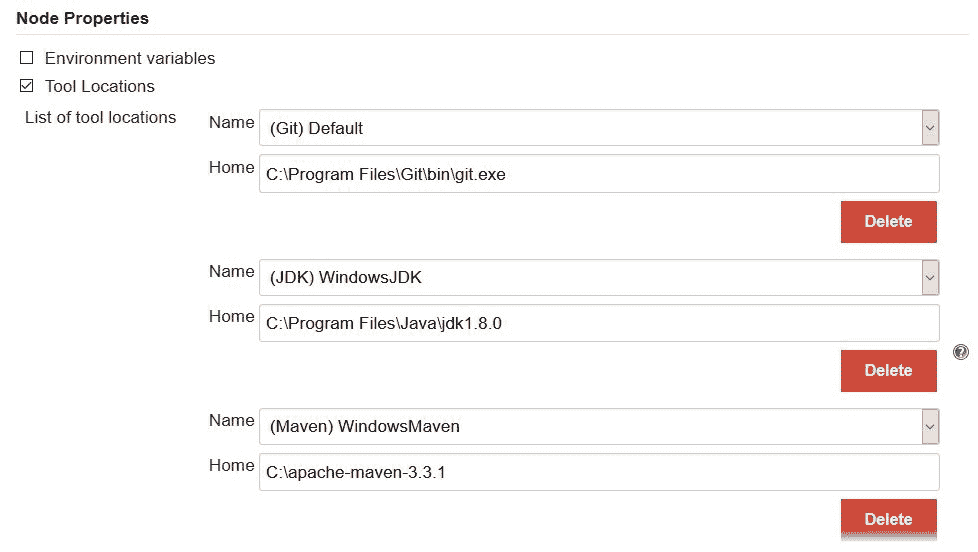 Node Properties
Environment variables
Tool Locations
List of tool locations
Name (Git) Default
Home C:\Program Files\Git\bin\git.exe
Delete
Name (JDK) WindowsJDK
Home C:\Program Files\Java\jdk1.8.0
?
Delete
Name (Maven) WindowsMaven
Home C:\apache-maven-3.3.1
Delete